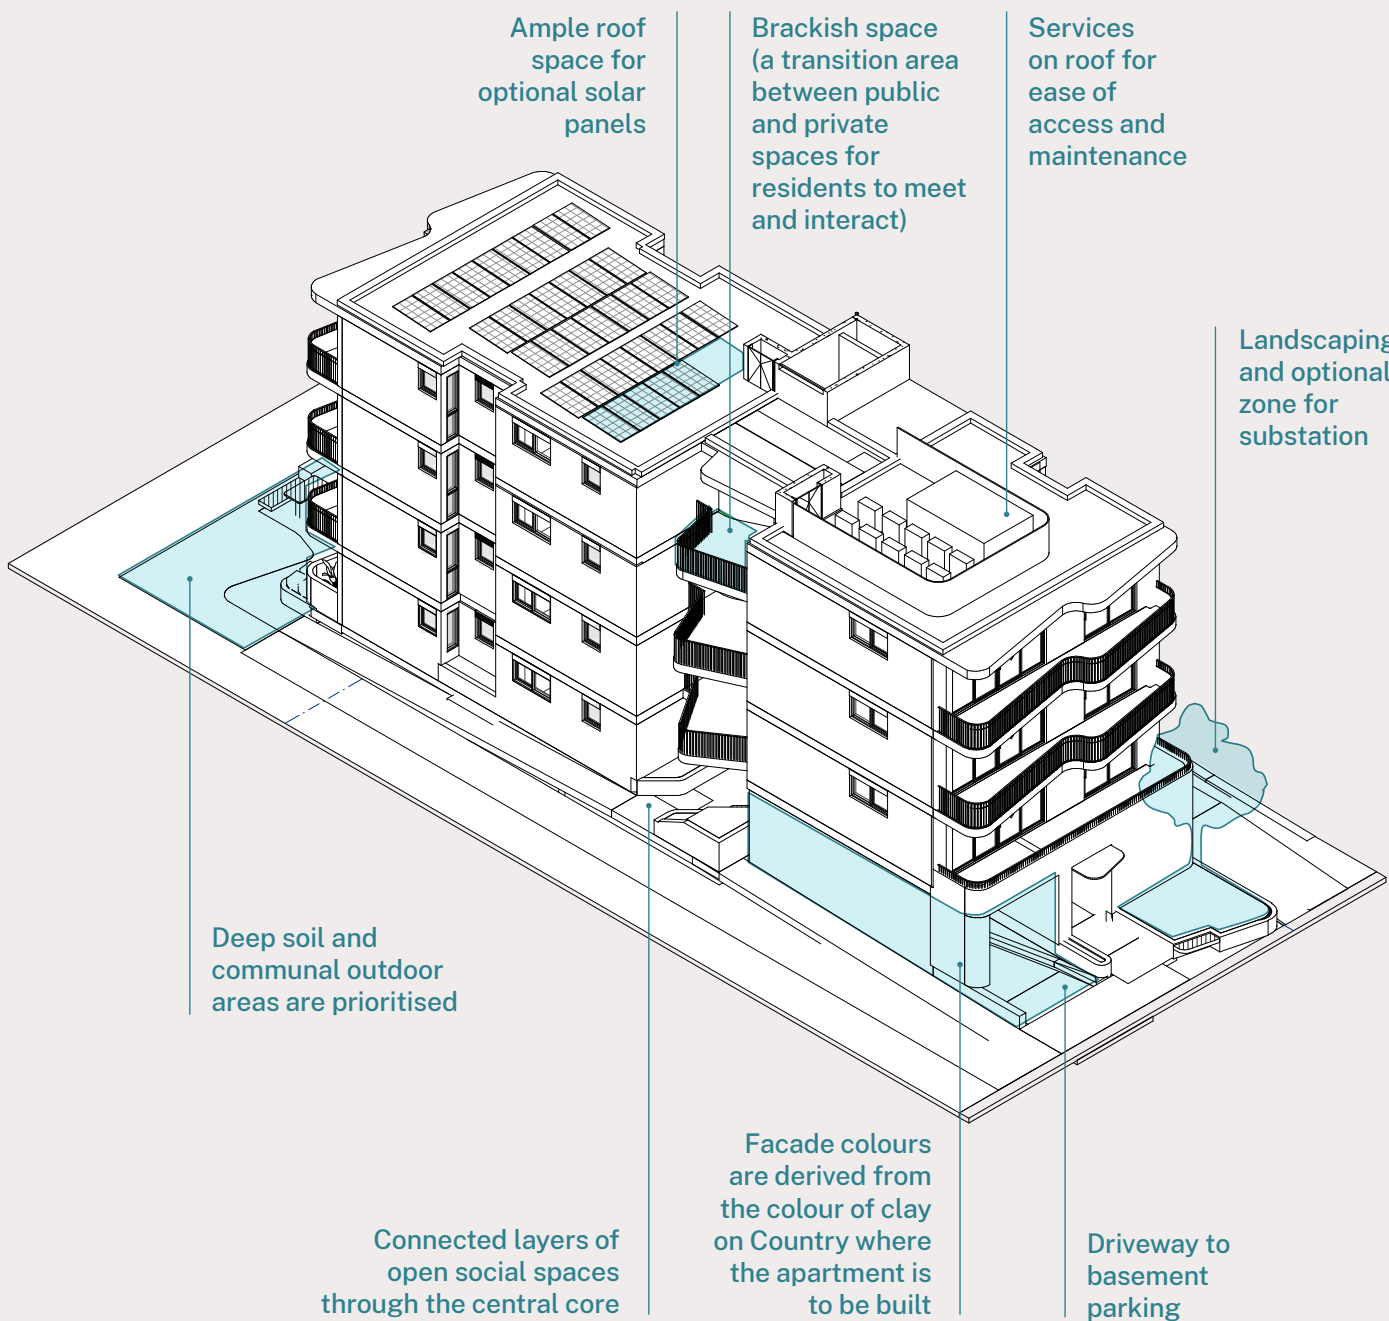 Ample roof
space for
optional solar
panels
Brackish space
(a transition area
between public
and private
spaces for
residents to meet
and interact)
Services
on roof for
ease of
access and
maintenance
Landscaping
and optional
zone for
substation
Deep soil and
communal outdoor
areas are prioritised
Connected layers of
open social spaces
through the central core
Facade colours
are derived from
the colour of clay
on Country where
the apartment is
to be built
Driveway to
basement
parking